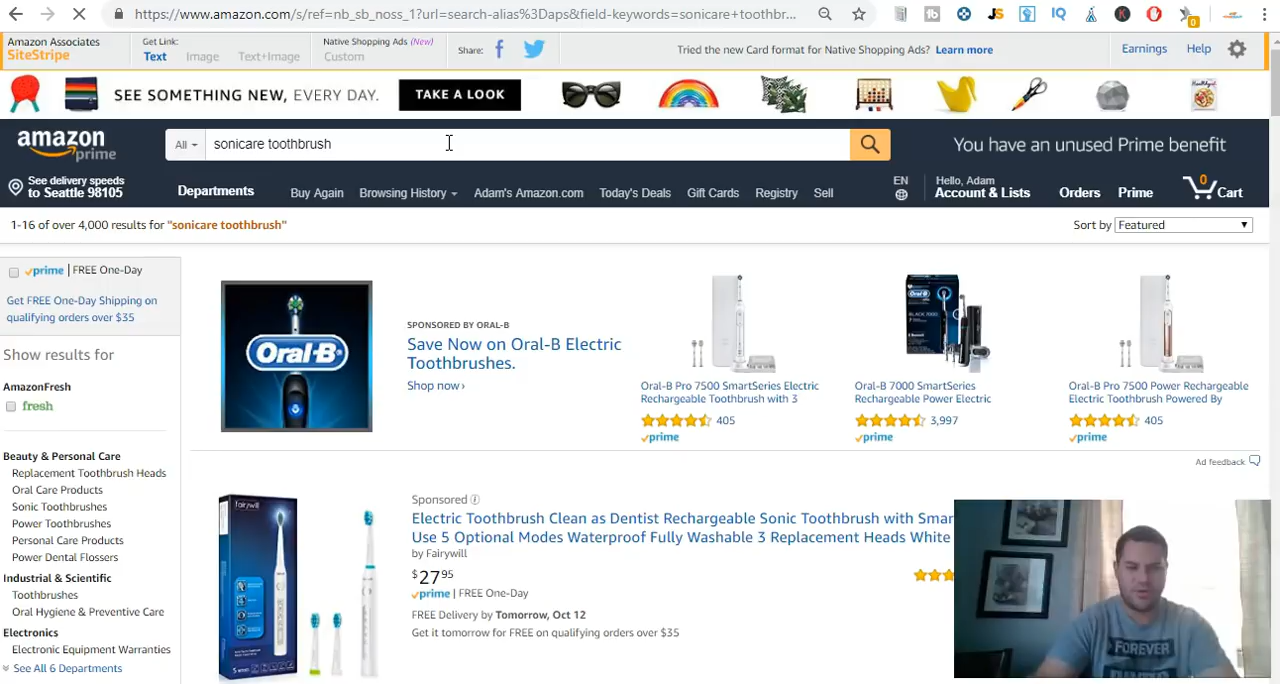 https://www.amazon.com/s/ref=nb_sb_noss_1?url=search-alias%3Daps&field-keywords=sonicare+toothbr...
Amazon Associates
SiteStripe
Get Link:
Text Image Text+Image
Native Shopping Ads (New)
Custom
Share:
Tried the new Card format for Native Shopping Ads? Learn more
Earnings Help
SEE SOMETHING NEW, EVERY DAY. TAKE A LOOK
amazon prime
All sonicare toothbrush
You have an unused Prime benefit
See delivery speeds
to Seattle 98105
Departments Buy Again Browsing History Adam's Amazon.com Today's Deals Gift Cards Registry Sell
EN
Hello, Adam
Account & Lists
Orders Prime
0
Cart
1-16 of over 4,000 results for "sonicare toothbrush"
Sort by Featured
prime | FREE One-Day
Get FREE One-Day Shipping on
qualifying orders over $35
Show results for
AmazonFresh
fresh
Beauty & Personal Care
Replacement Toothbrush Heads
Oral Care Products
Sonic Toothbrushes
Power Toothbrushes
Personal Care Products
Power Dental Flossers
Industrial & Scientific
Toothbrushes
Oral Hygiene & Preventive Care
Electronics
Electronic Equipment Warranties
See All 6 Departments
Oral-B
SPONSORED BY ORAL-B
Save Now on Oral-B Electric
Toothbrushes.
Shop now ›
Oral-B Pro 7500 SmartSeries Electric
Rechargeable Toothbrush with 3
405
prime
Oral-B
Oral-B 7000 SmartSeries
Rechargeable Power Electric
3,997
prime
Oral-B Pro 7500 Power Rechargeable
Electric Toothbrush Powered By
405
prime
Ad feedback
fairywill
Sponsored
Electric Toothbrush Clean as Dentist Rechargeable Sonic Toothbrush with Smar
Use 5 Optional Modes Waterproof Fully Washable 3 Replacement Heads White
by Fairywill
$27 95
prime | FREE One-Day
FREE Delivery by Tomorrow, Oct 12
Get it tomorrow for FREE on qualifying orders over $35
FOREVER